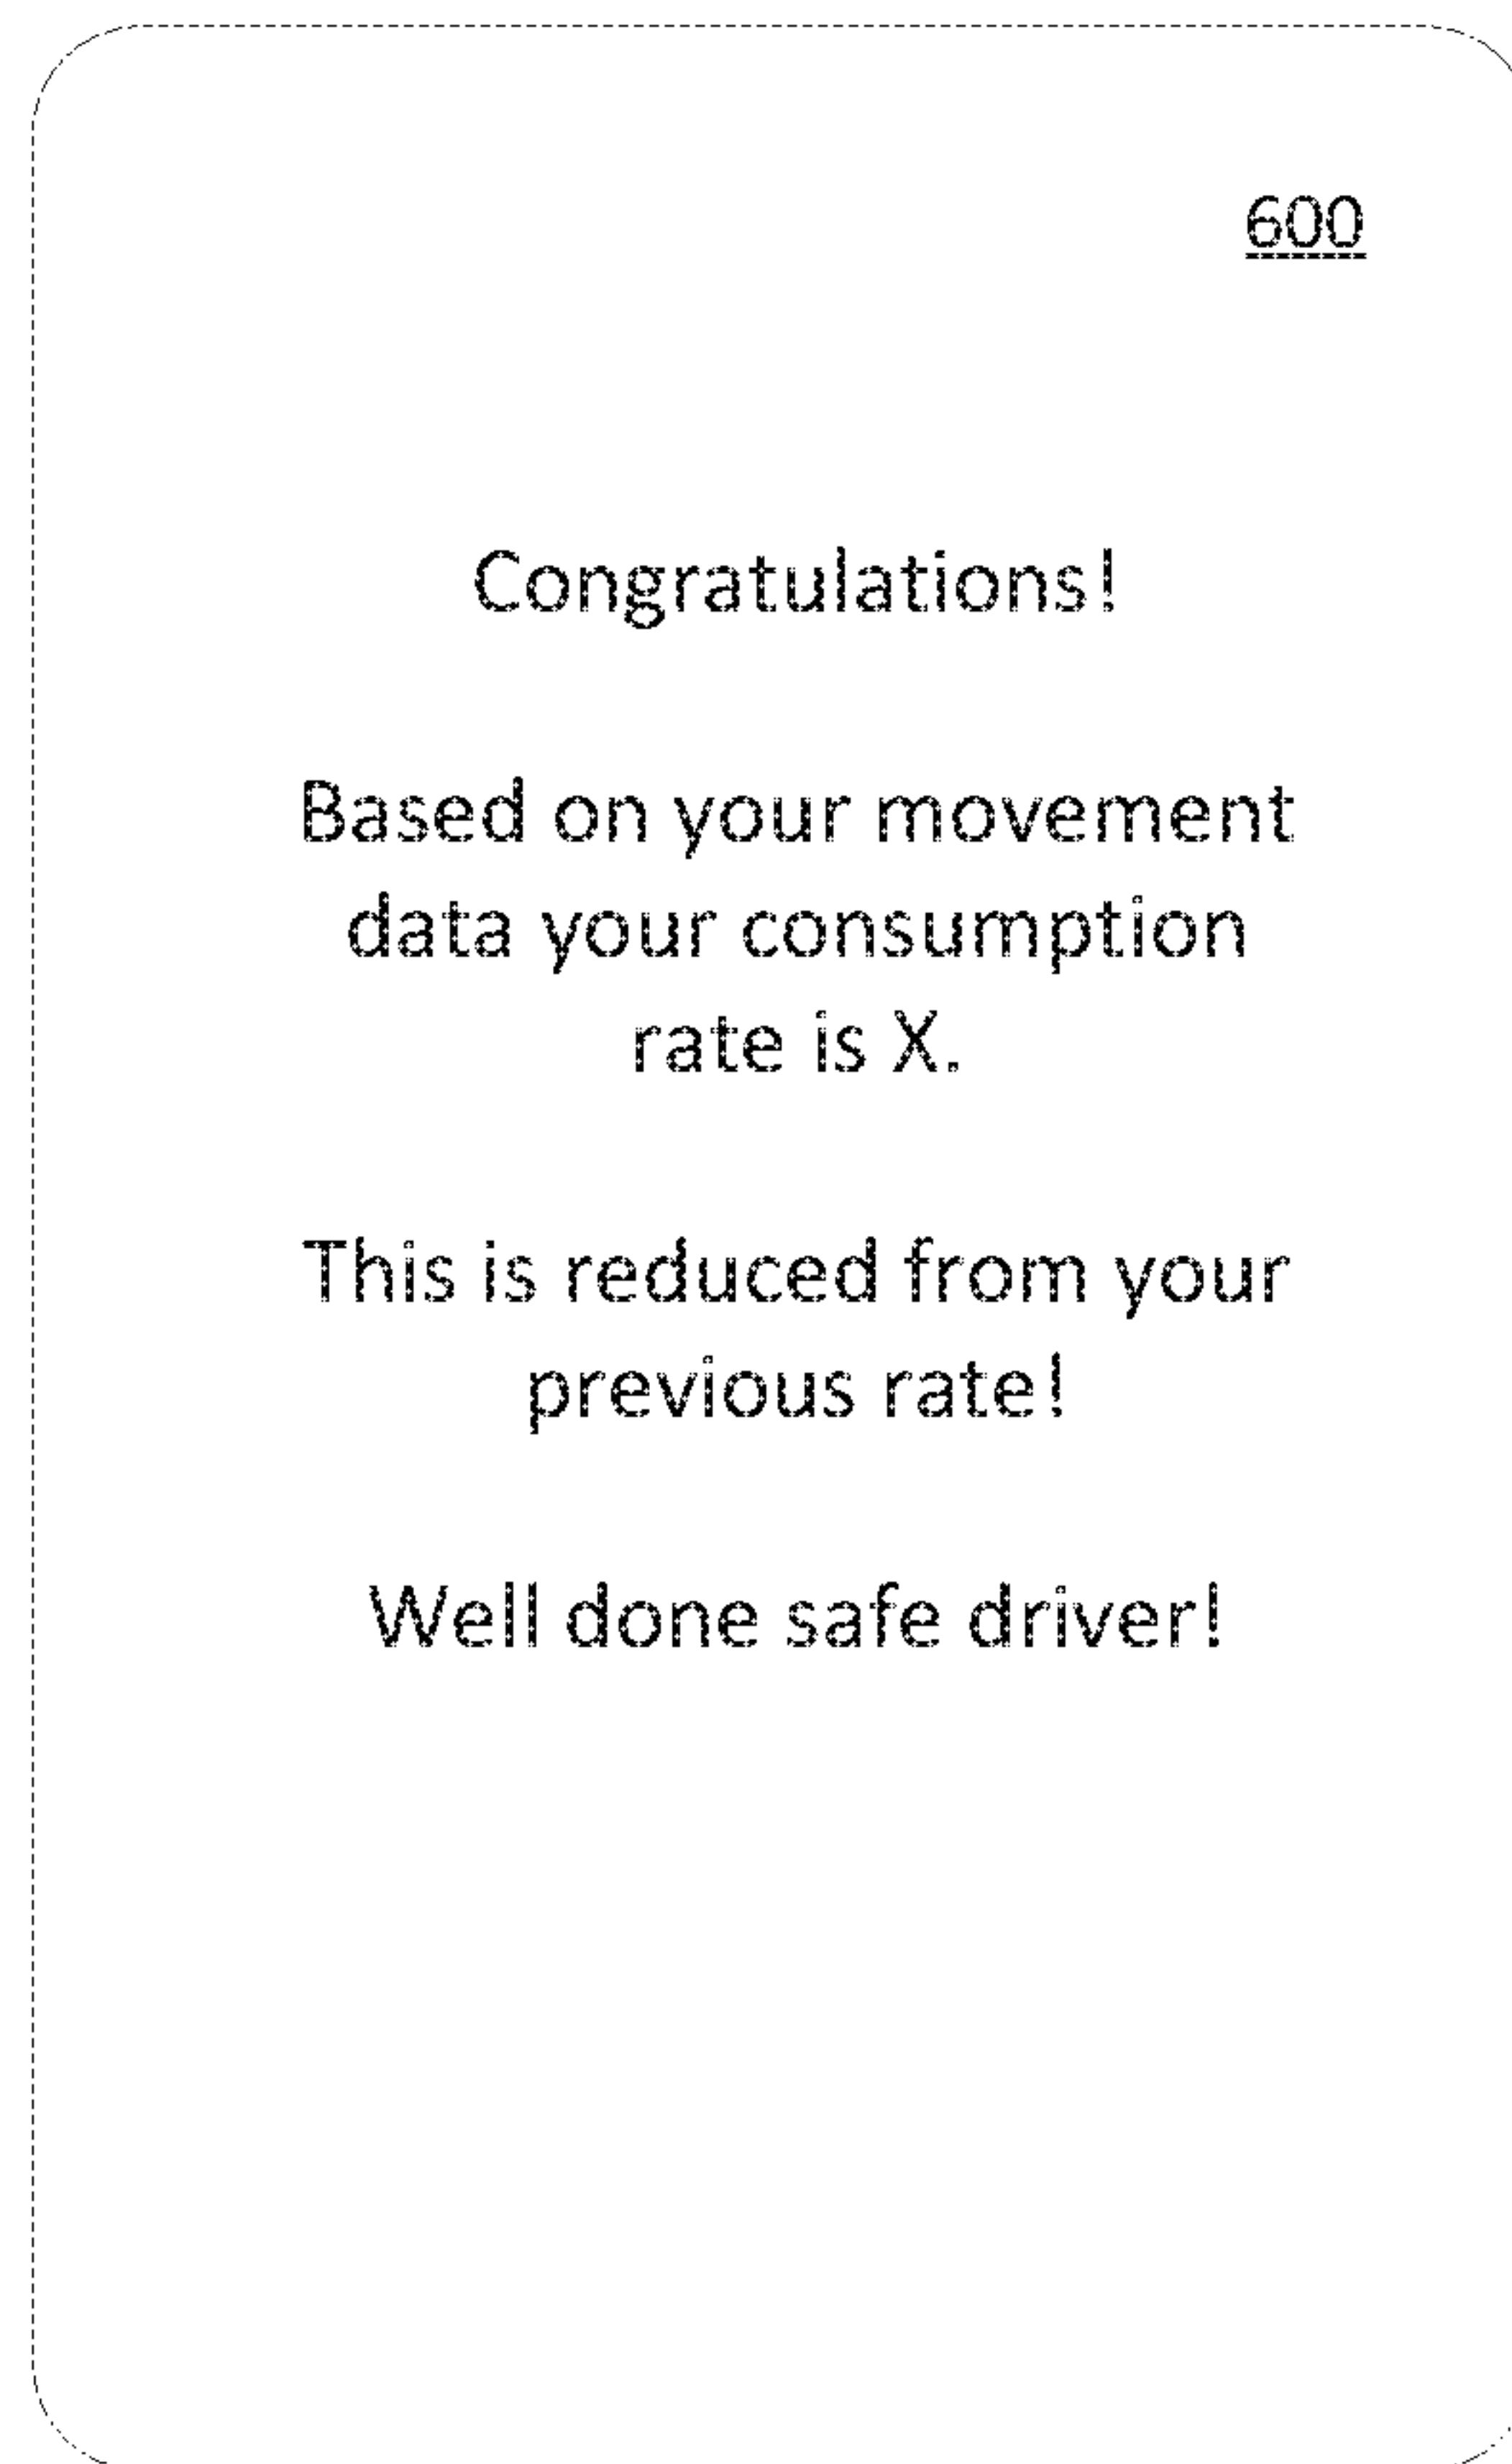 600
Congratulations!
Based on your movement
data your consumption
rate is X.
This is reduced from your
previous rate!
Well done safe driver!